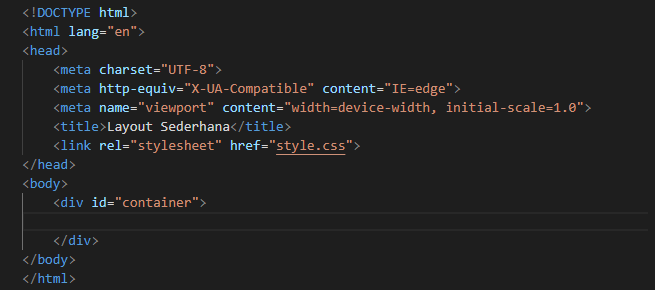 <!DOCTYPE html>
<html lang="en">
<head>
    <meta charset="UTF-8">
    <meta http-equiv="X-UA-Compatible" content="IE=edge">
    <meta name="viewport" content="width=device-width, initial-scale=1.0">
    <title>Layout Sederhana</title>
    <link rel="stylesheet" href="style.css">
</head>
<body>
    <div id="container">

    </div>
</body>
</html>